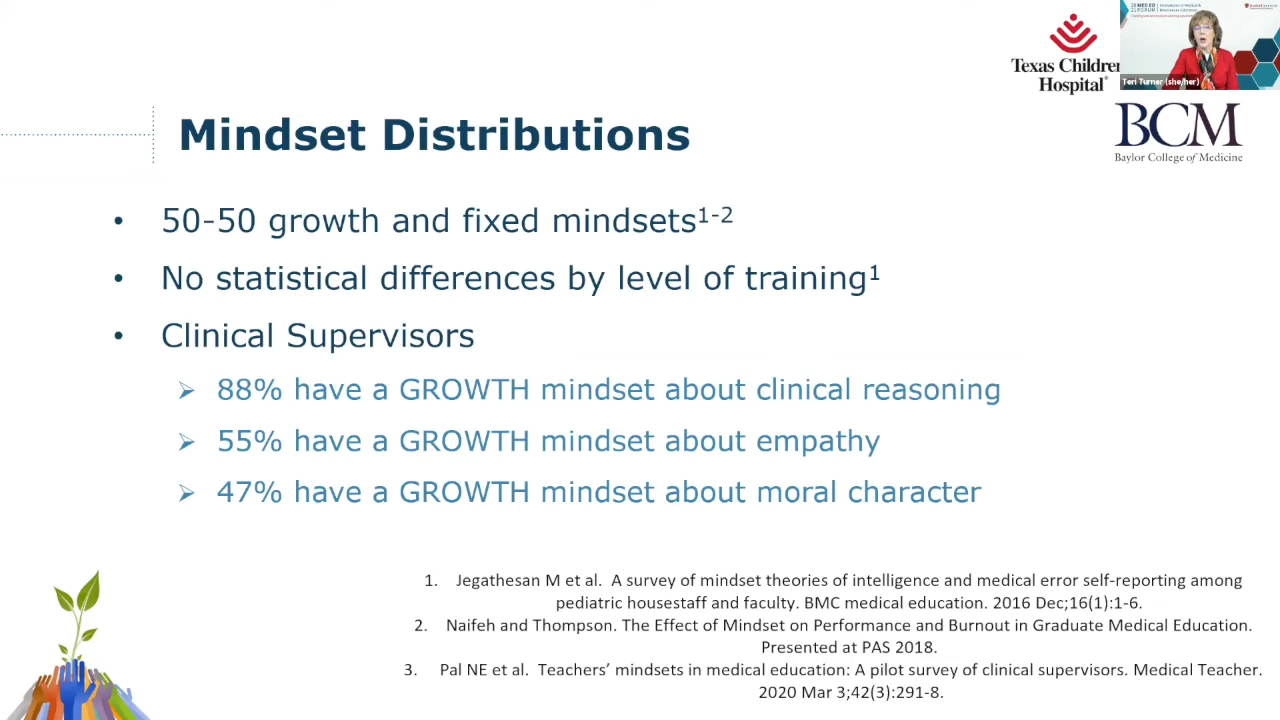 Texas Children
Hospital®
Teri Turner (she/her)
BCM
Baylor College of Medicine
Mindset Distributions
• 50-50 growth and fixed mindsets1-2
• No statistical differences by level of training1
• Clinical Supervisors
➢ 88% have a GROWTH mindset about clinical reasoning
➢ 55% have a GROWTH mindset about empathy
➢ 47% have a GROWTH mindset about moral character
1. Jegathesan M et al. A survey of mindset theories of intelligence and medical error self-reporting among
pediatric housestaff and faculty. BMC medical education. 2016 Dec;16(1):1-6.
2. Naifeh and Thompson. The Effect of Mindset on Performance and Burnout in Graduate Medical Education.
Presented at PAS 2018.
3. Pal NE et al. Teachers’ mindsets in medical education: A pilot survey of clinical supervisors. Medical Teacher.
2020 Mar 3;42(3):291-8.